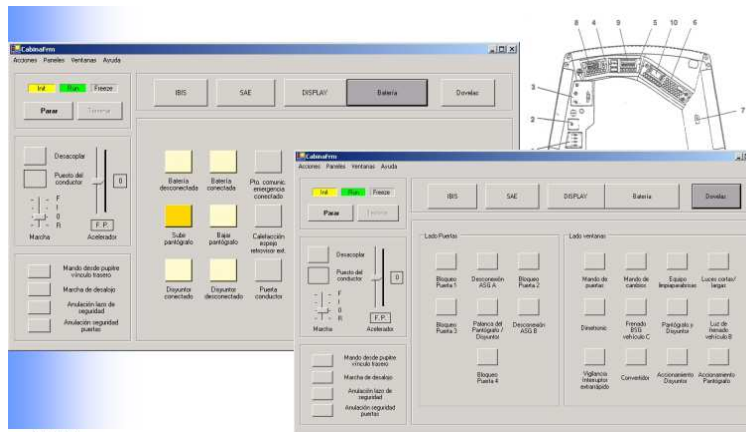 CabinaFrm
Acciones Paneles Ventanas Ayuda
Init Run Freeze
Parar Terminar
IBIS SAE DISPLAY Batería Dovelas
Desacoplar
Puesto del
conductor
0
F
I
0
R
F.P.
Marcha Acelerador
Mando desde pupitre
vínculo trasero
Marcha de desalojo
Anulación lazo de
seguridad
Anulación seguridad
puertas
Batería
desconectada
Batería
conectada
Pto. comunic.
emergencia
conectado
Sube
pantógrafo
Bajar
pantógrafo
Calefacción
espejo
retrovisor ext.
Disyuntor
conectado
Disyuntor
desconectado
Puerta
conductor
8 4 9 5 10 6
3
2
7
CabinaFrm
Acciones Paneles Ventanas Ayuda
Init Run Freeze
Parar Terminar
IBIS SAE DISPLAY Batería Dovelas
Desacoplar
Puesto del
conductor
0
F
I
0
R
F.P.
Marcha Acelerador
Mando desde pupitre
vínculo trasero
Marcha de desalojo
Anulación lazo de
seguridad
Anulación seguridad
puertas
Lado Puertas
Bloqueo
Puerta 1
Desconexión
ASG A
Bloqueo
Puerta 2
Bloqueo
Puerta 3
Palanca del
Pantógrafo /
Disyuntor
Desconexión
ASG B
Bloqueo
Puerta 4
Lado ventanas
Mando de
puertas
Mando de
cambios
Equipo
limpiaparabrisas
Luces cortas/
largas
Dimetronic
Frenado
BSG
vehículo C
Pantógrafo y
Disyuntor
Luz de
frenado
vehículo B
Vigilancia
Interruptor
extrarrápido
Convertidor
Accionamiento
Disyuntor
Accionamiento
Pantógrafo